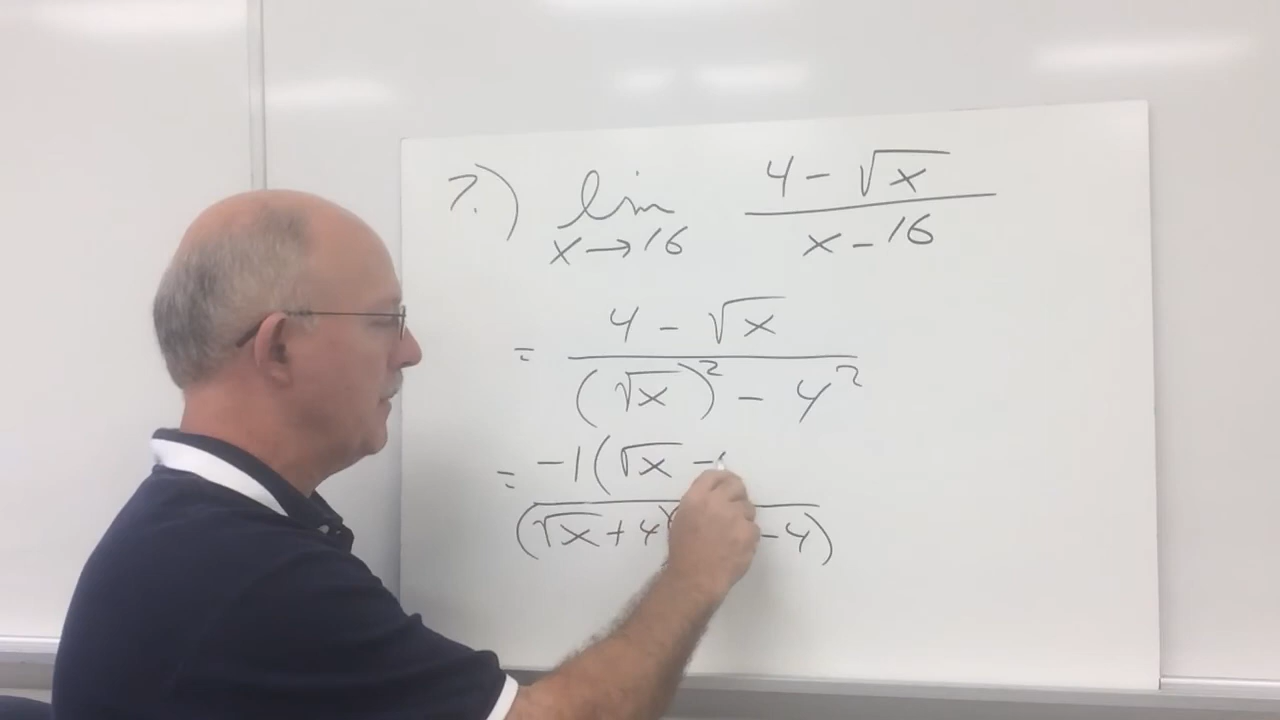 7.) lim 4 - √x
x → 16 x - 16
= 4 - √x
(√x)² - 4²
= -1(√x -
(√x + 4) - 4)